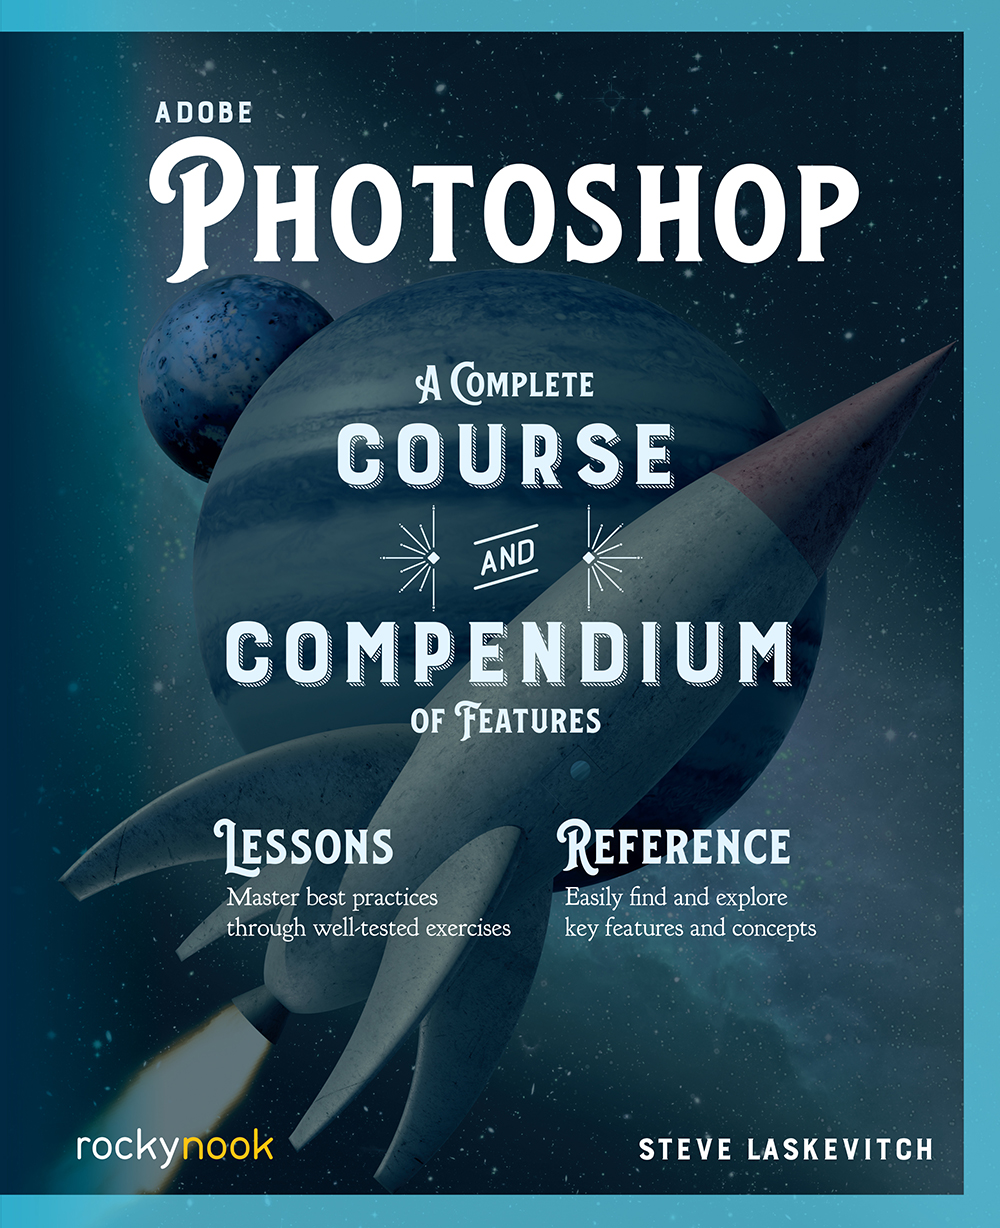 ADOBE
PHOTOSHOP
A COMPLETE
COURSE
AND
COMPENDIUM
OF FEATURES
LESSONS
Master best practices
through well-tested exercises
REFERENCE
Easily find and explore
key features and concepts
rockynook
STEVE LASKEVITCH